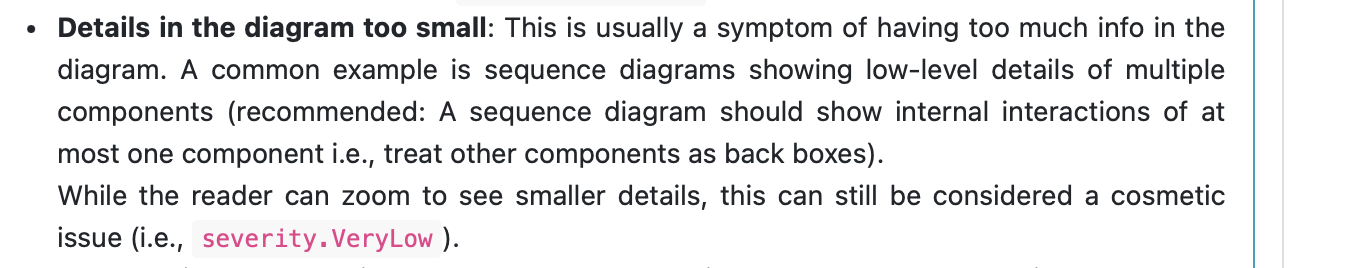 • Details in the diagram too small: This is usually a symptom of having too much info in the
diagram. A common example is sequence diagrams showing low-level details of multiple
components (recommended: A sequence diagram should show internal interactions of at
most one component i.e., treat other components as back boxes).
While the reader can zoom to see smaller details, this can still be considered a cosmetic
issue (i.e., severity.VeryLow ).